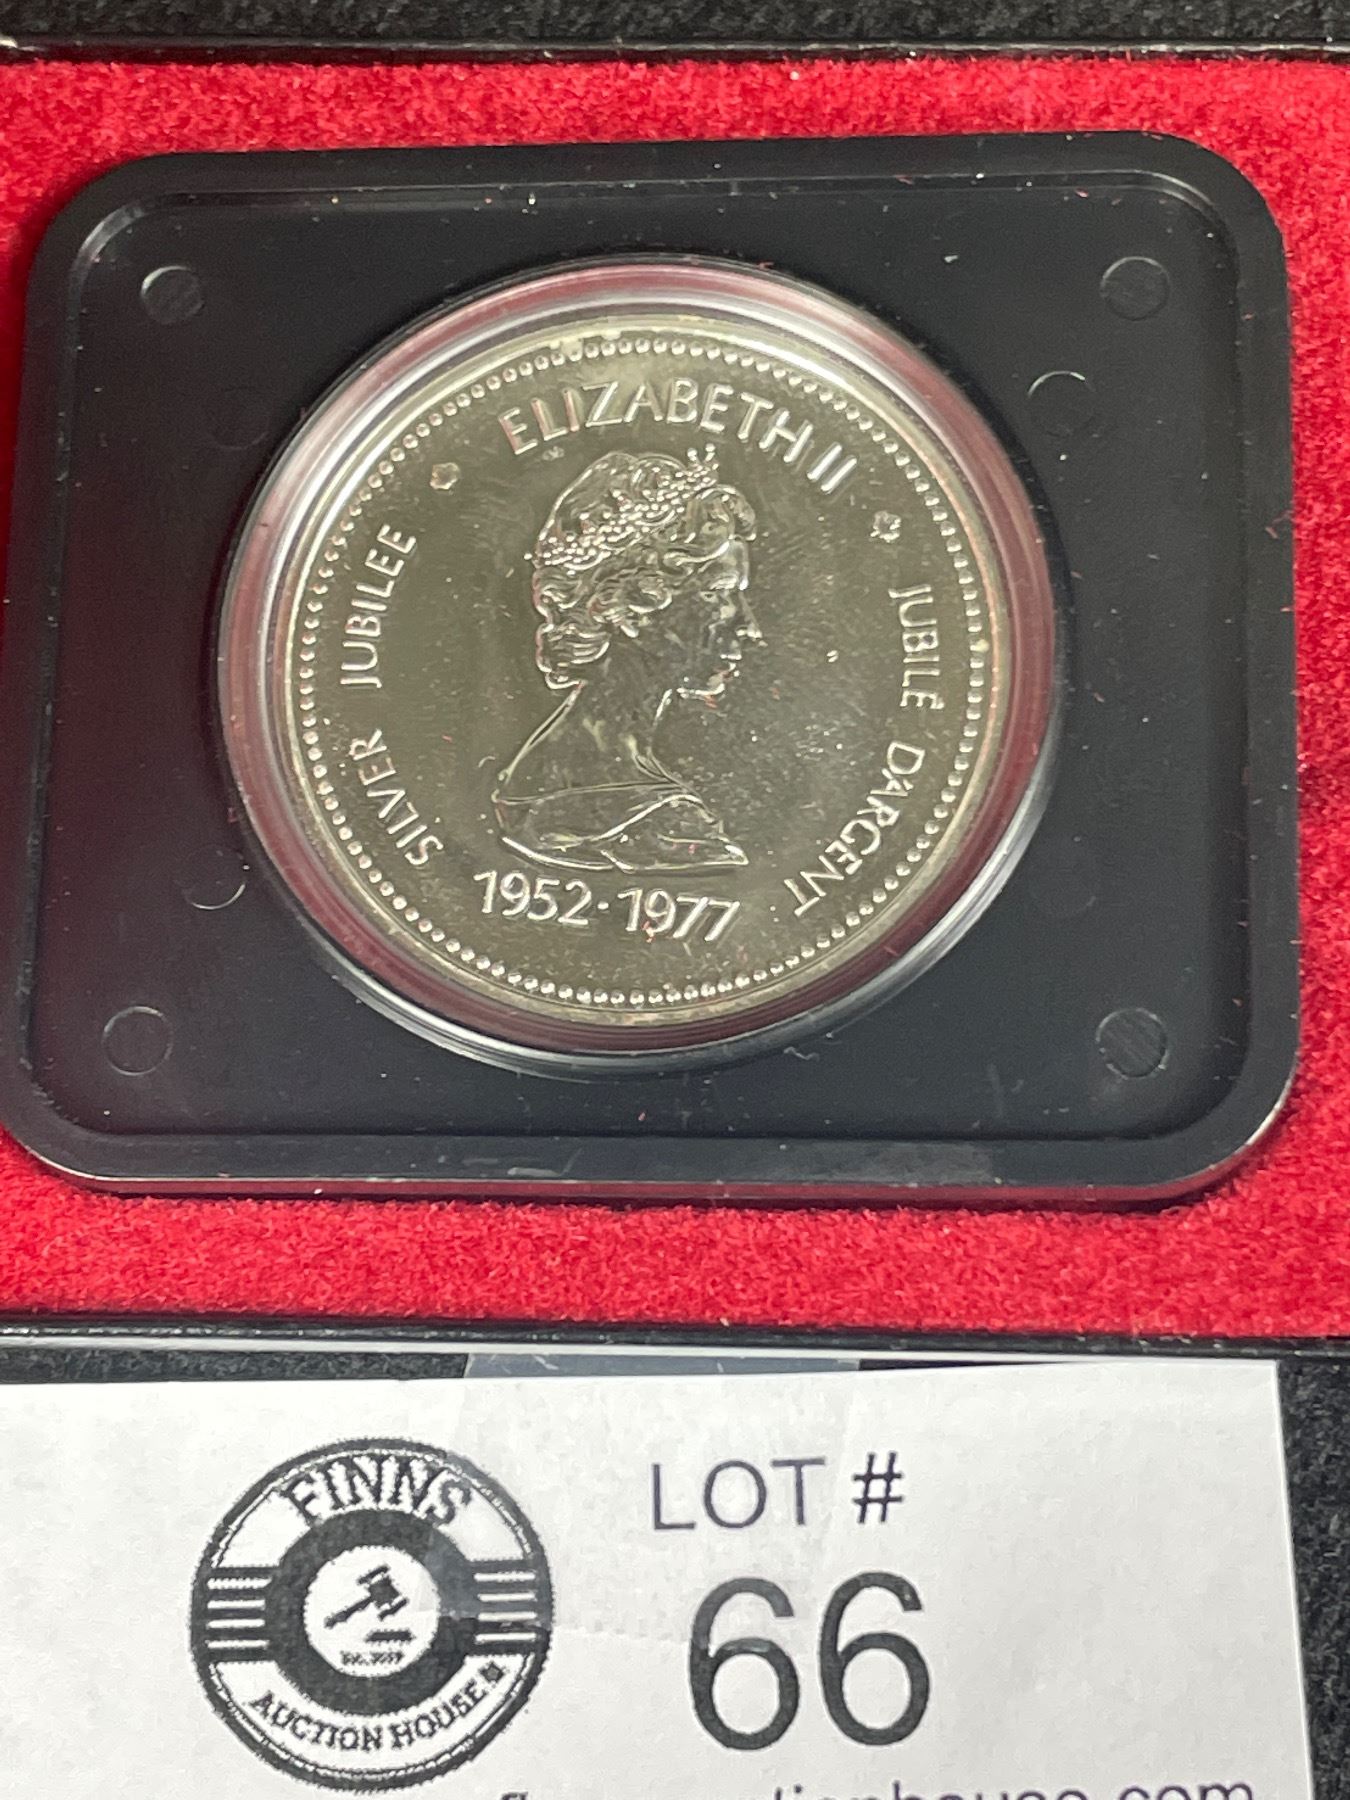 ELIZABETH II
SILVER JUBILEE
JUBILÉ D'ARGENT
1952·1977
FINNS
AUCTION HOUSE
LOT #
66